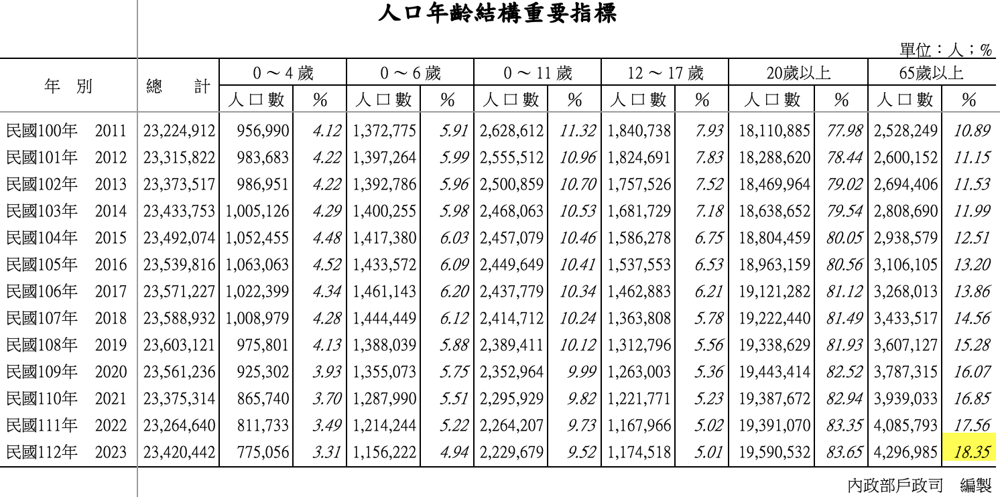 人口年齡結構重要指標
單位：人；%
年 別 總 計 0～4歲 0～6歲 0～11歲 12～17歲 20歲以上 65歲以上
人口數 % 人口數 % 人口數 % 人口數 % 人口數 % 人口數 %
民國100年 2011 23,224,912 956,990 4.12 1,372,775 5.91 2,628,612 11.32 1,840,738 7.93 18,110,885 77.98 2,528,249 10.89
民國101年 2012 23,315,822 983,683 4.22 1,397,264 5.99 2,555,512 10.96 1,824,691 7.83 18,288,620 78.44 2,600,152 11.15
民國102年 2013 23,373,517 986,951 4.22 1,392,786 5.96 2,500,859 10.70 1,757,526 7.52 18,469,964 79.02 2,694,406 11.53
民國103年 2014 23,433,753 1,005,126 4.29 1,400,255 5.98 2,468,063 10.53 1,681,729 7.18 18,638,652 79.54 2,808,690 11.99
民國104年 2015 23,492,074 1,052,455 4.48 1,417,380 6.03 2,457,079 10.46 1,586,278 6.75 18,804,459 80.05 2,938,579 12.51
民國105年 2016 23,539,816 1,063,063 4.52 1,433,572 6.09 2,449,649 10.41 1,537,553 6.53 18,963,159 80.56 3,106,105 13.20
民國106年 2017 23,571,227 1,022,399 4.34 1,461,143 6.20 2,437,779 10.34 1,462,883 6.21 19,121,282 81.12 3,268,013 13.86
民國107年 2018 23,588,932 1,008,979 4.28 1,444,449 6.12 2,414,712 10.24 1,363,808 5.78 19,222,440 81.49 3,433,517 14.56
民國108年 2019 23,603,121 975,801 4.13 1,388,039 5.88 2,389,411 10.12 1,312,796 5.56 19,338,629 81.93 3,607,127 15.28
民國109年 2020 23,561,236 925,302 3.93 1,355,073 5.75 2,352,964 9.99 1,263,003 5.36 19,443,414 82.52 3,787,315 16.07
民國110年 2021 23,375,314 865,740 3.70 1,287,990 5.51 2,295,929 9.82 1,221,771 5.23 19,387,672 82.94 3,939,033 16.85
民國111年 2022 23,264,640 811,733 3.49 1,214,244 5.22 2,264,207 9.73 1,167,966 5.02 19,391,070 83.35 4,085,793 17.56
民國112年 2023 23,420,442 775,056 3.31 1,156,222 4.94 2,229,679 9.52 1,174,518 5.01 19,590,532 83.65 4,296,985 18.35
內政部戶政司 編製